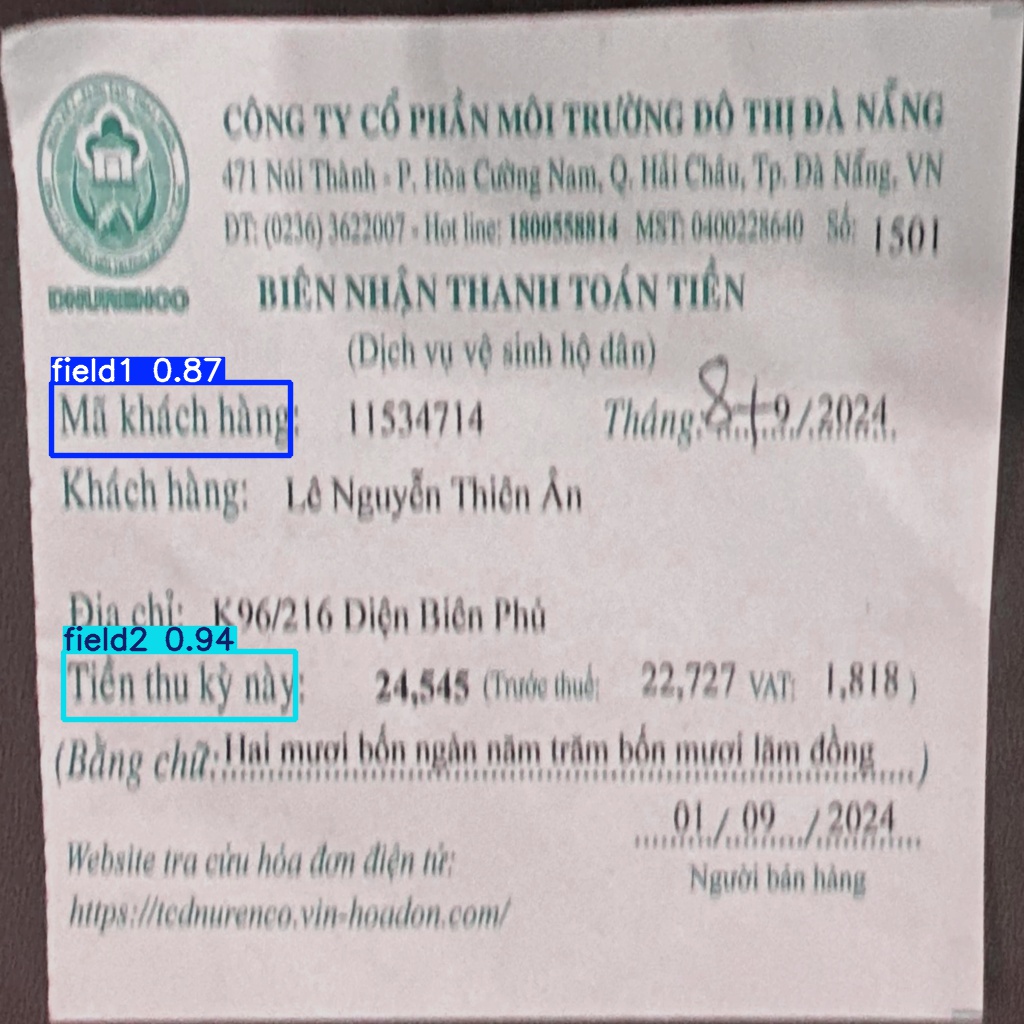 CÔNG TY CỔ PHẦN MÔI TRƯỜNG ĐÔ THỊ ĐÀ NẴNG
471 Núi Thành - P. Hòa Cường Nam, Q. Hải Châu, Tp. Đà Nẵng, VN
ĐT: (0236) 3622007 - Hot line: 1800558814 MST: 0400228640 Số: 1501
DNURENCO
BIÊN NHẬN THANH TOÁN TIỀN
(Dịch vụ vệ sinh hộ dân)
field1 0.87
Mã khách hàng: 11534714 Tháng: 8+9/2024
Khách hàng: Lê Nguyễn Thiên Ân
Địa chỉ: K96/216 Điện Biên Phủ
field2 0.94
Tiền thu kỳ này: 24,545 (Trước thuế: 22,727 VAT: 1,818 )
(Bằng chữ: Hai mươi bốn ngàn năm trăm bốn mươi lăm đồng )
01 / 09 / 2024
Website tra cứu hóa đơn điện tử:
Người bán hàng
https://tcdnurenco.vin-hoadon.com/